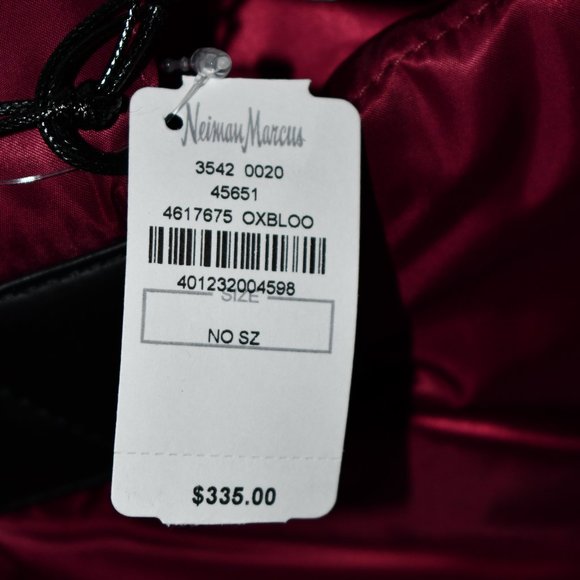 Neiman Marcus
3542 0020
45651
4617675 OXBLOO
401232004598
SIZE
NO SZ
$335.00